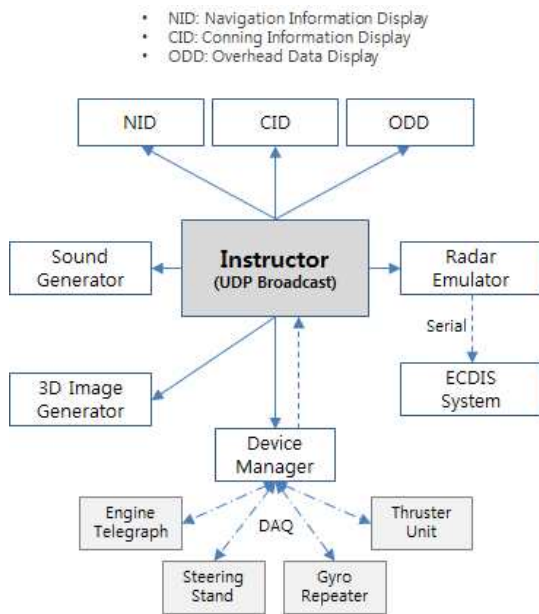 • NID: Navigation Information Display
• CID: Conning Information Display
• ODD: Overhead Data Display
NID
CID
ODD
Sound
Generator
Instructor
(UDP Broadcast)
Radar
Emulator
Serial
3D Image
Generator
ECDIS
System
Device
Manager
Engine
Telegraph
DAQ
Thruster
Unit
Steering
Stand
Gyro
Repeater